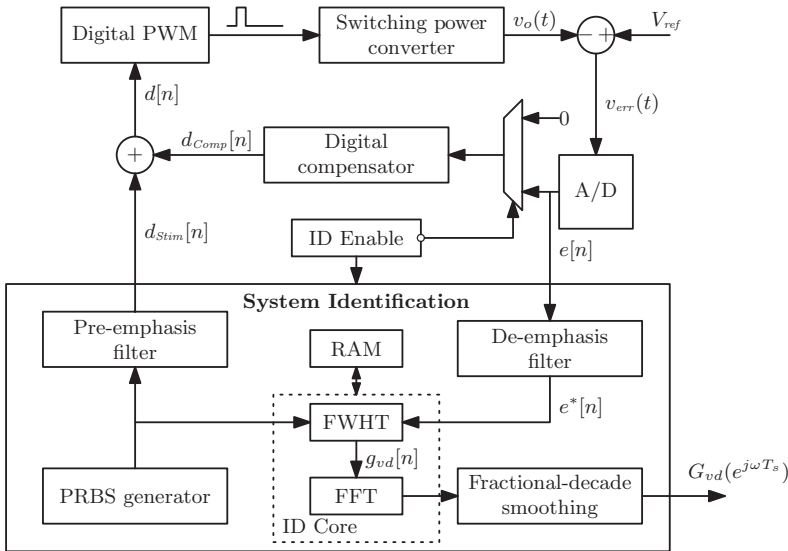 Digital PWM
Switching power
converter
v_o(t)
− +
V_ref
d[n]
v_err(t)
0
+
d_Comp[n]
Digital
compensator
A/D
d_Stim[n]
ID Enable
e[n]
System Identification
Pre-emphasis
filter
RAM
De-emphasis
filter
e*[n]
FWHT
g_vd[n]
PRBS generator
FFT
Fractional-decade
smoothing
G_vd(e^{jωT_s})
ID Core